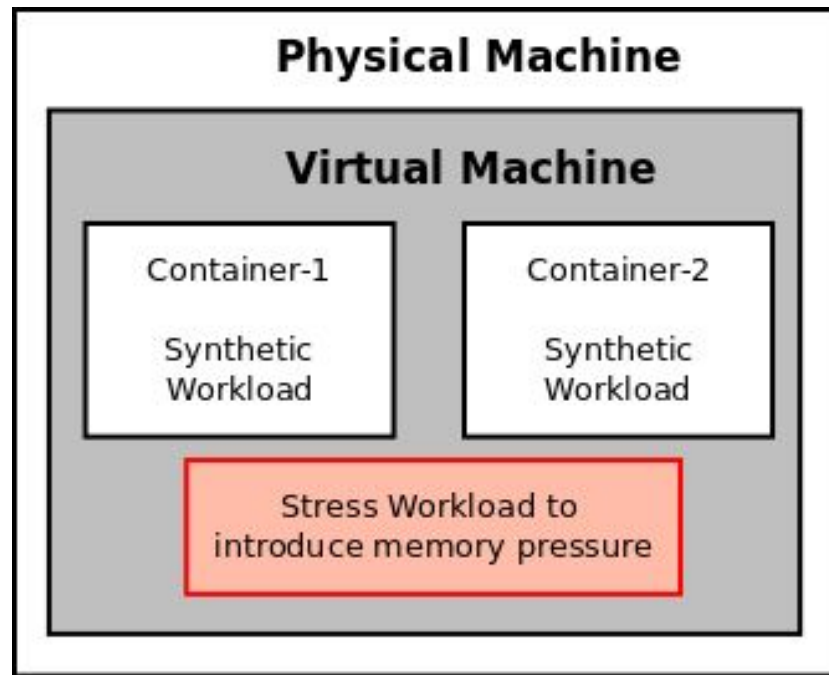 Physical Machine
Virtual Machine
Container-1
Synthetic
Workload
Container-2
Synthetic
Workload
Stress Workload to
introduce memory pressure